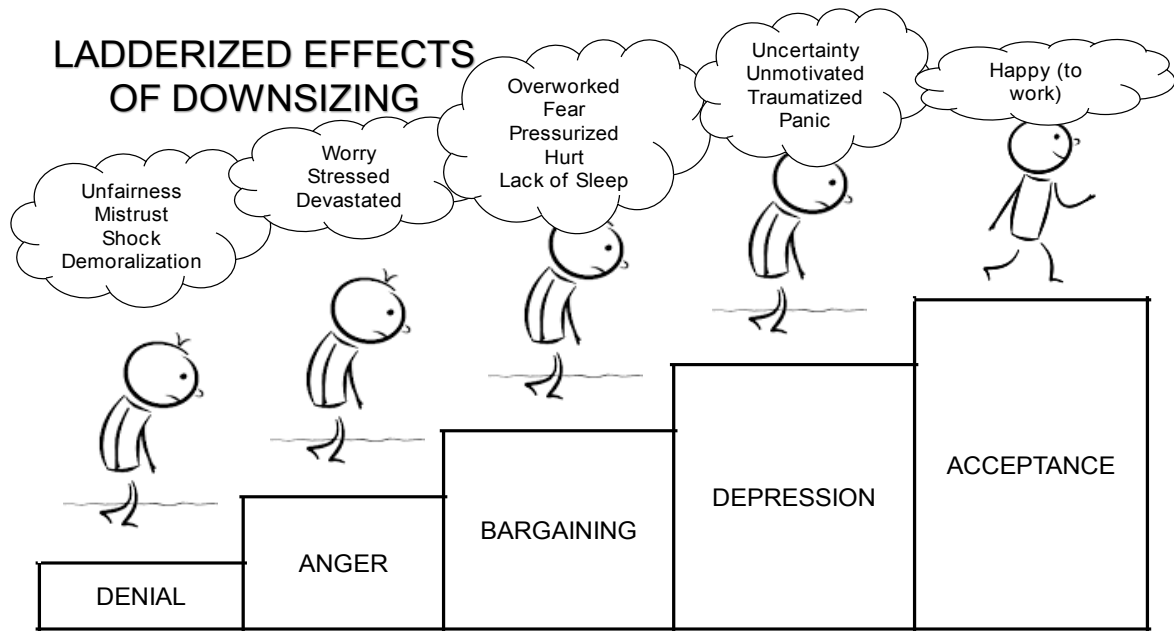 LADDERIZED EFFECTS
OF DOWNSIZING
Unfairness
Mistrust
Shock
Demoralization
Worry
Stressed
Devastated
Overworked
Fear
Pressurized
Hurt
Lack of Sleep
Uncertainty
Unmotivated
Traumatized
Panic
Happy (to
work)
DENIAL
ANGER
BARGAINING
DEPRESSION
ACCEPTANCE